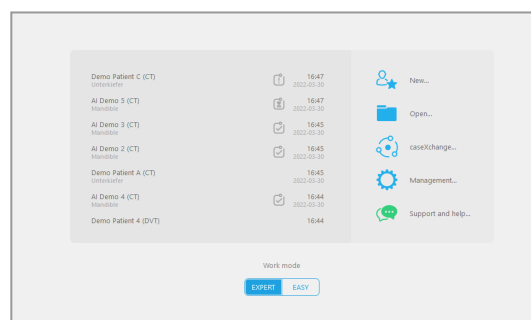 Demo Patient C (CT) 16:47
Unterkiefer 2022-03-30
AI Demo 5 (CT) 16:47
Mandible 2022-03-30
AI Demo 3 (CT) 16:45
Mandible 2022-03-30
AI Demo 2 (CT) 16:45
Mandible 2022-03-30
Demo Patient A (CT) 16:45
Unterkiefer 2022-03-30
AI Demo 4 (CT) 16:44
Mandible 2022-03-30
Demo Patient 4 (DVT) 16:44
New...
Open...
caseXchange...
Management...
Support and help...
Work mode
EXPERT EASY